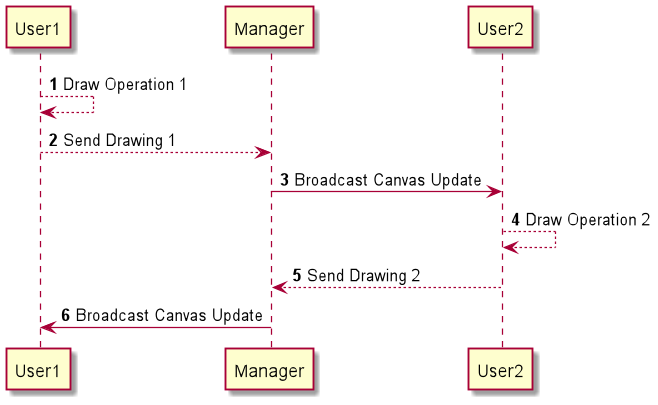 User1 Manager User2
1 Draw Operation 1
2 Send Drawing 1
3 Broadcast Canvas Update
4 Draw Operation 2
5 Send Drawing 2
6 Broadcast Canvas Update
User1 Manager User2